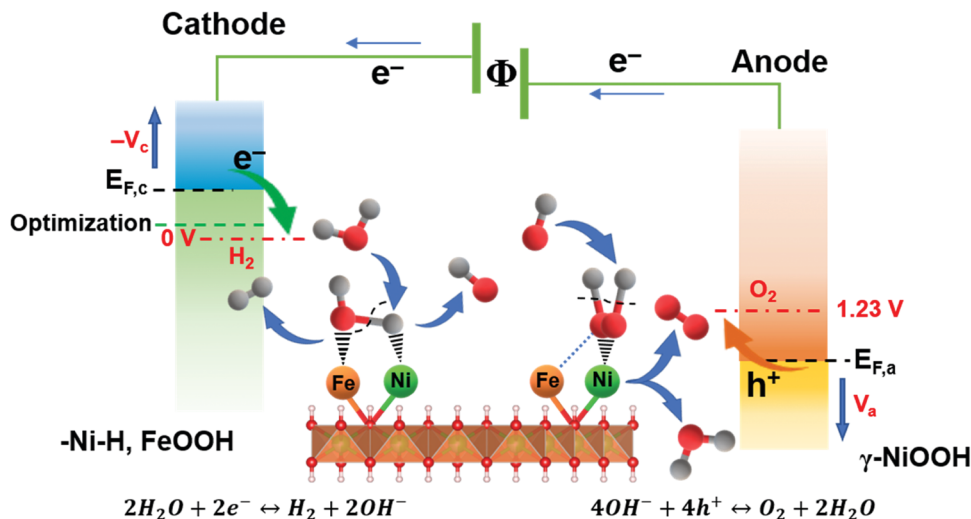 Cathode
e⁻
Φ
e⁻
Anode
–V_c
e⁻
E_F,c
Optimization
0 V
H₂
O₂
1.23 V
E_F,a
h⁺
V_a
Fe
Ni
Fe
Ni
-Ni-H, FeOOH
γ-NiOOH
2H₂O + 2e⁻ ↔ H₂ + 2OH⁻
4OH⁻ + 4h⁺ ↔ O₂ + 2H₂O